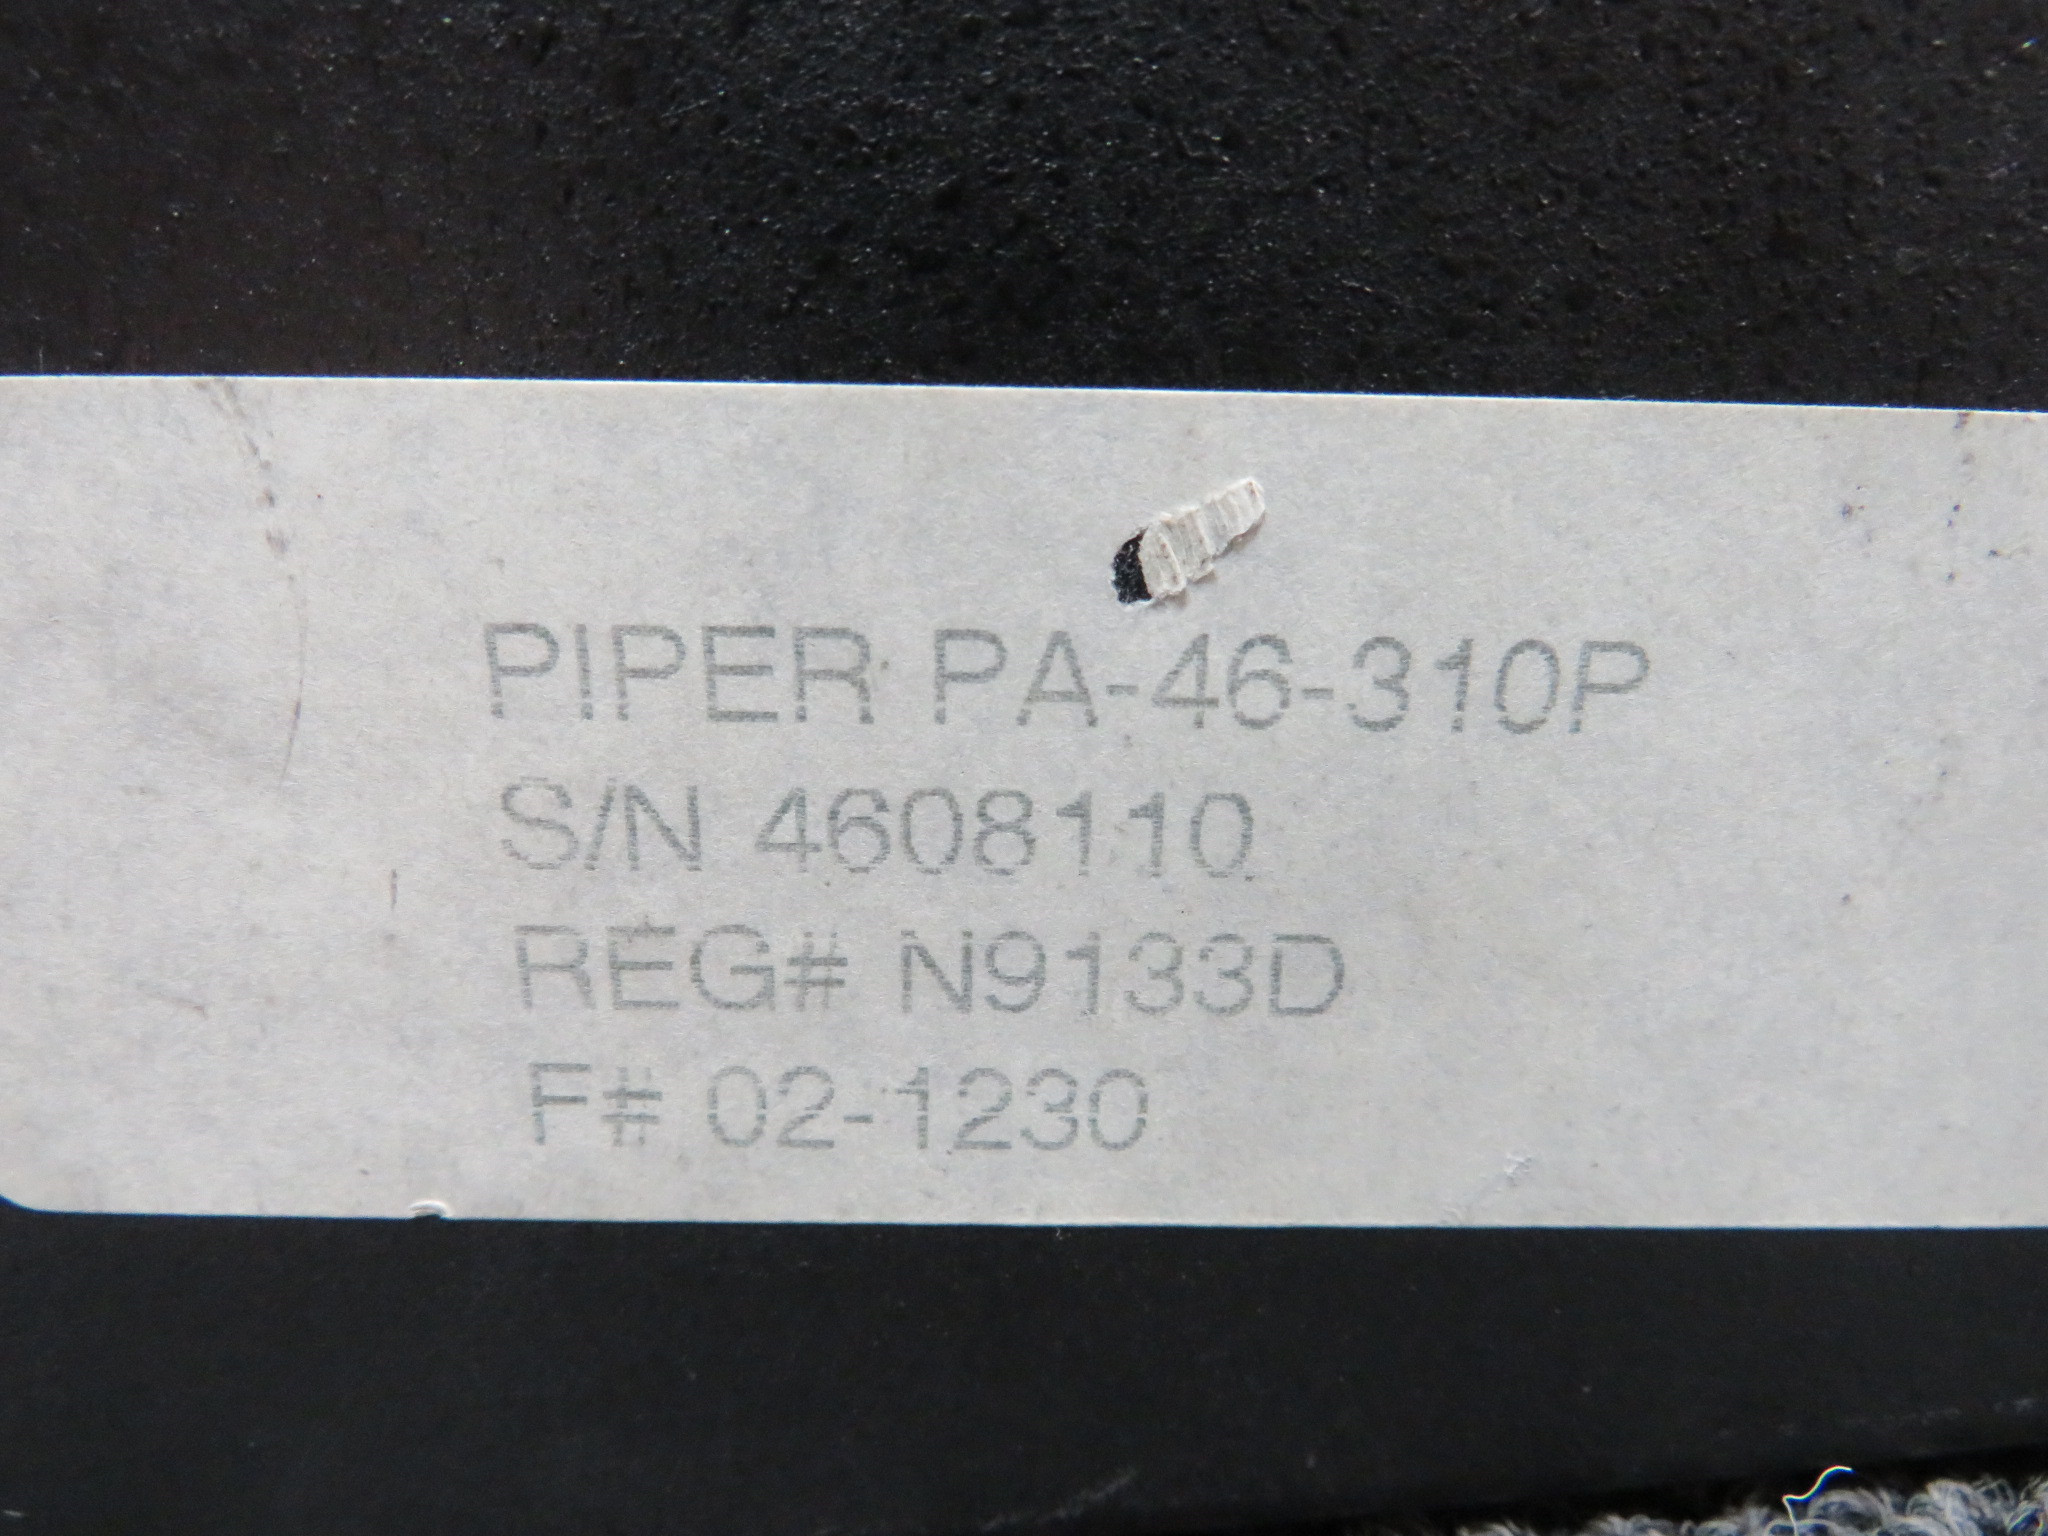 PIPER PA-46-310P
S/N 4608110
REG# N9133D
F# 02-1230